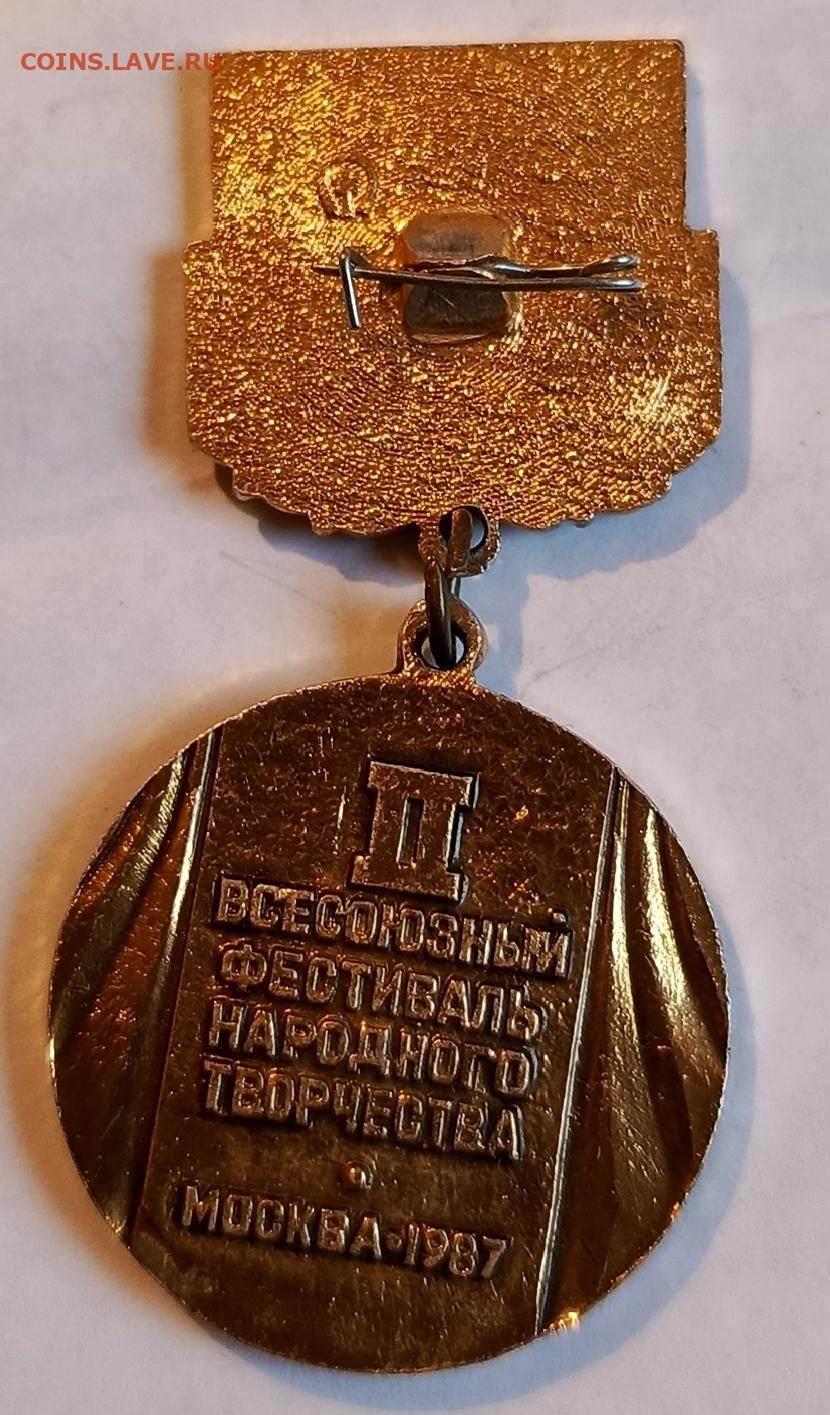 COINS.LAVE.RU
II
ВСЕСОЮЗНЫЙ
ФЕСТИВАЛЬ
НАРОДНОГО
ТВОРЧЕСТВА
МОСКВА•1987